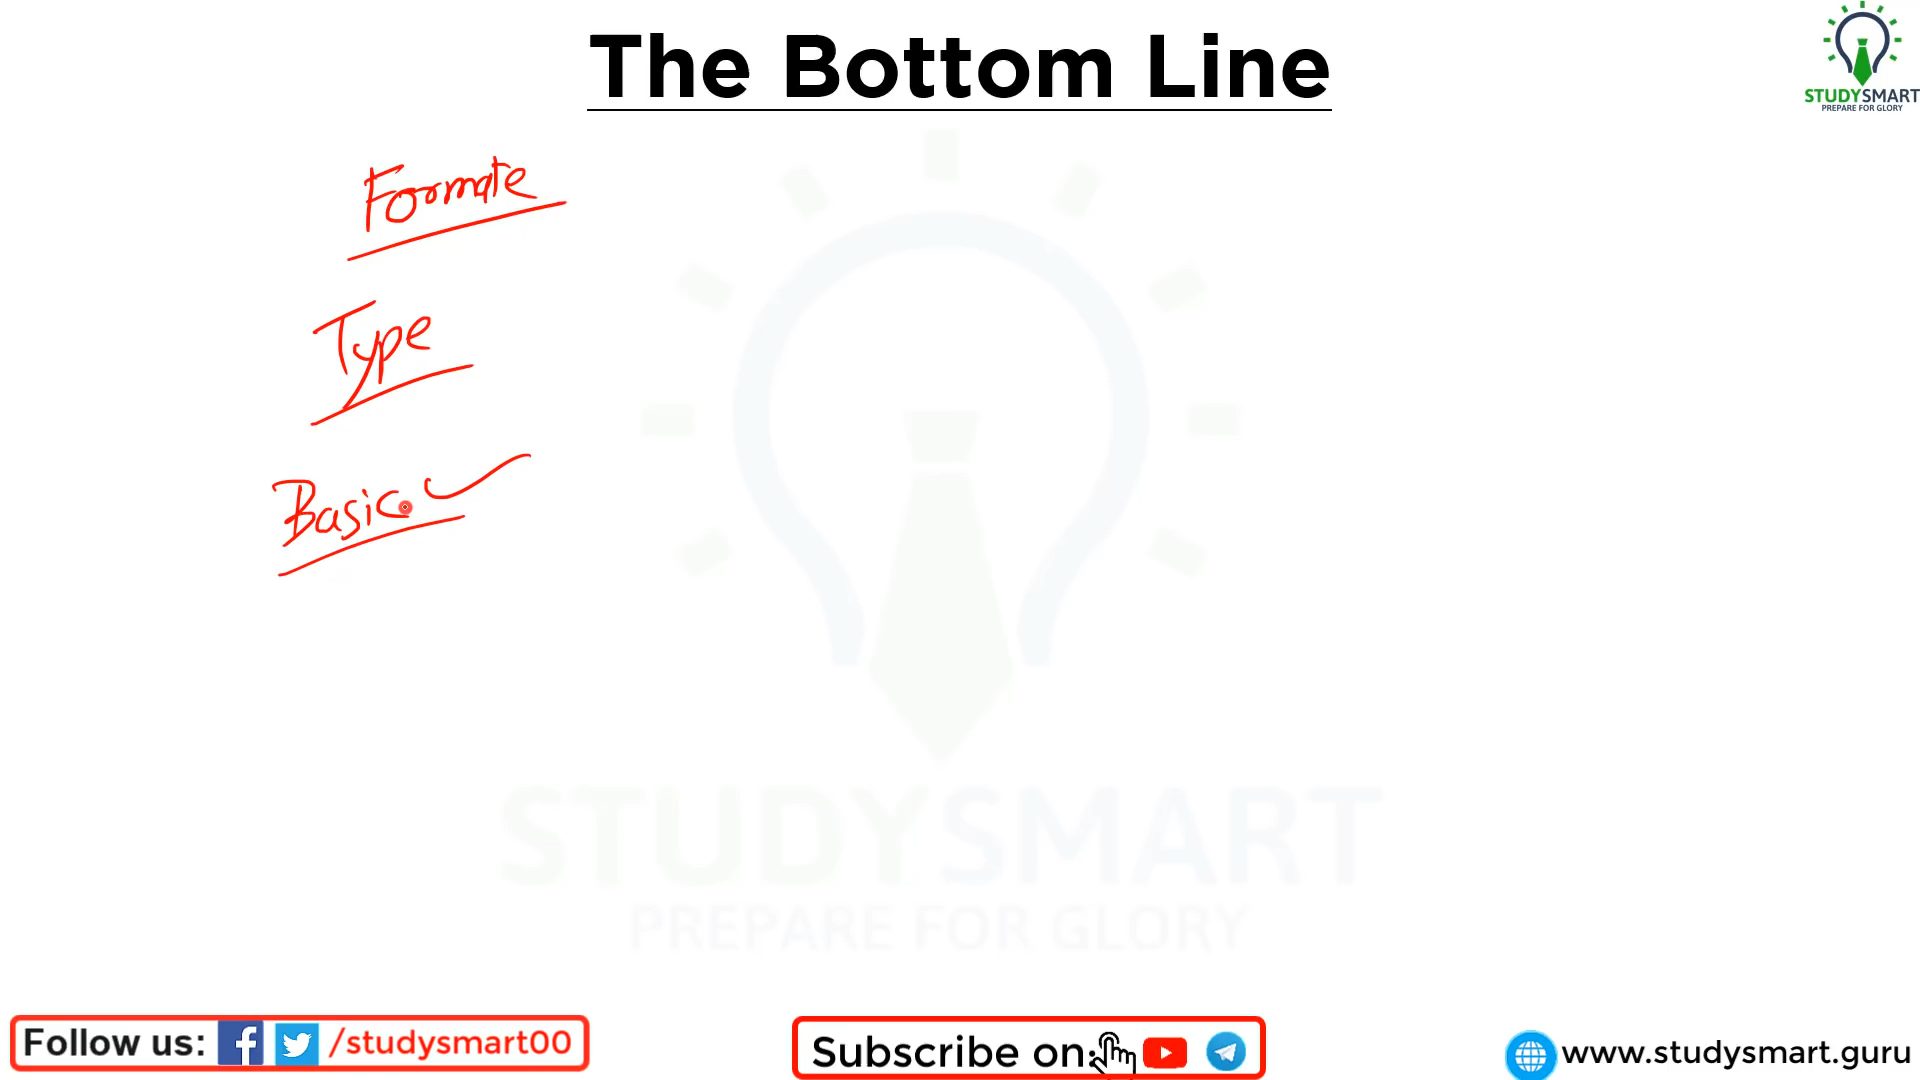 The Bottom Line
STUDYSMART
PREPARE FOR GLORY
Formate
Type
Basic
STUDYSMART
PREPARE FOR GLORY
Follow us: /studysmart00
Subscribe on:
www.studysmart.guru